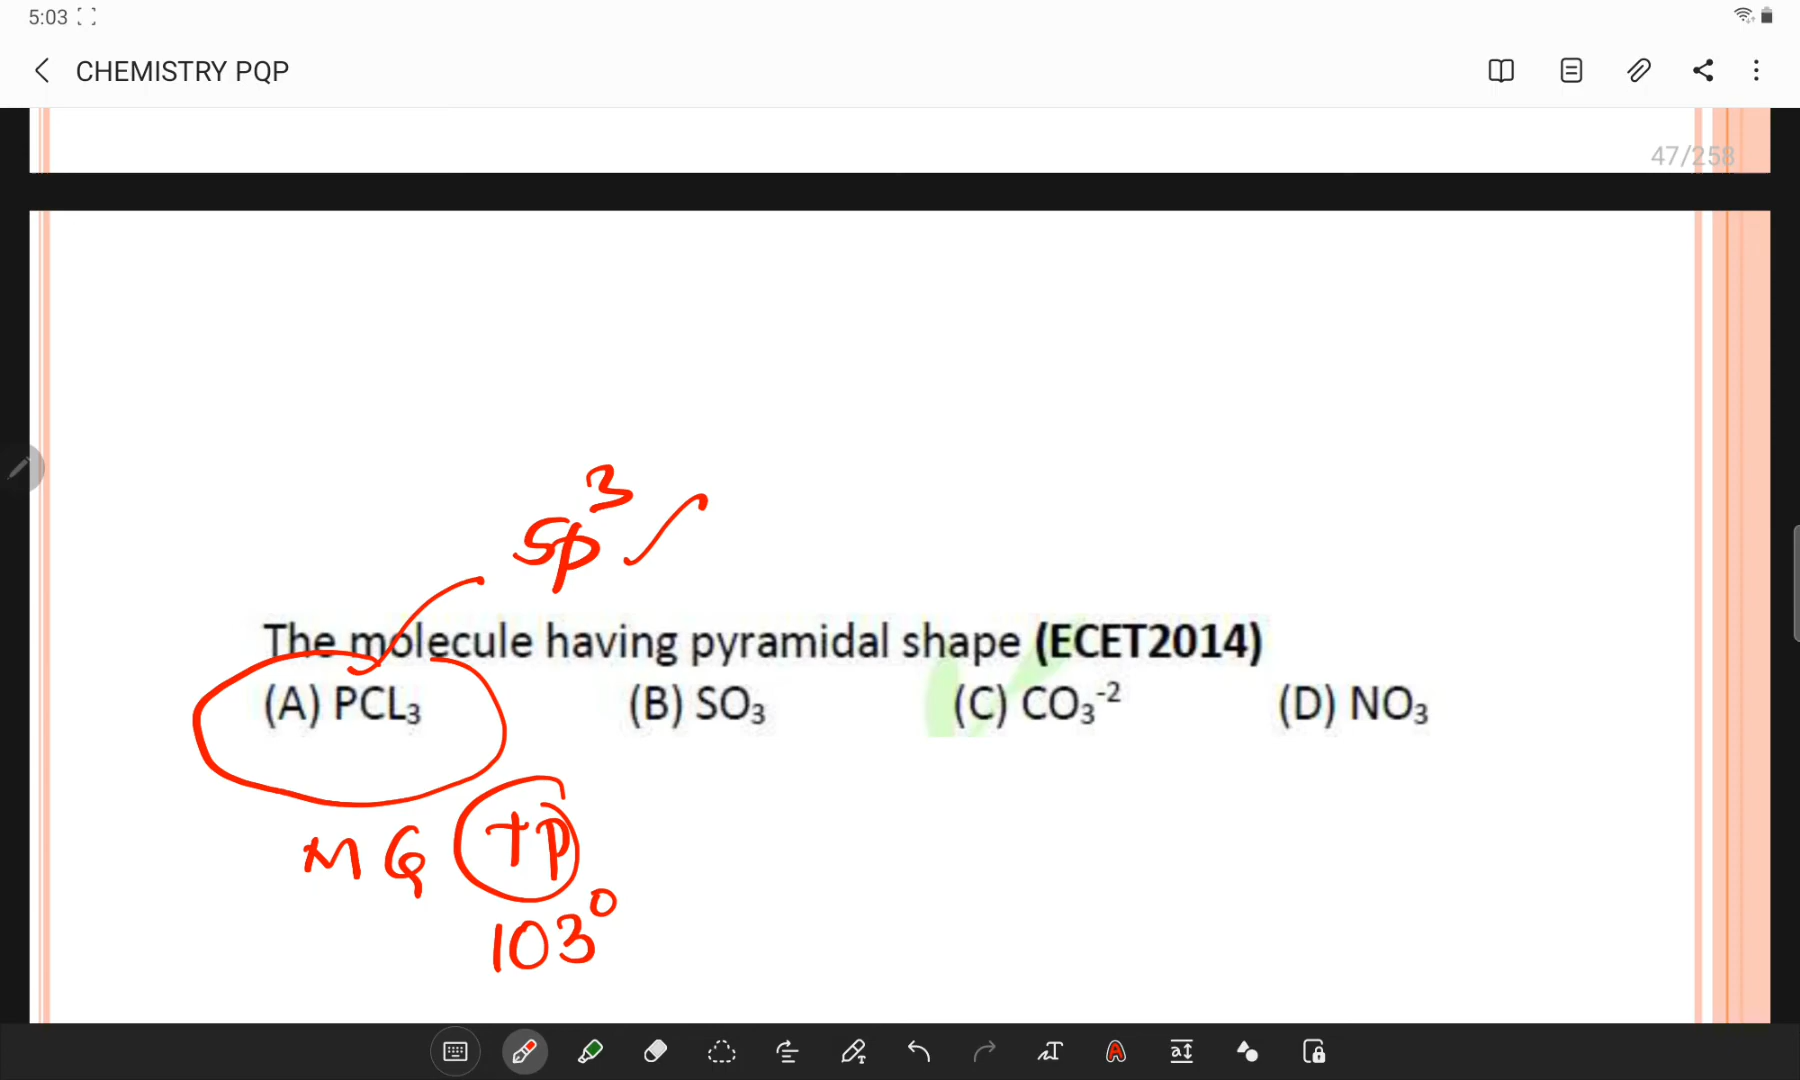 5:03
CHEMISTRY PQP
47/258
sp³
The molecule having pyramidal shape (ECET2014)
(A) PCL₃ (B) SO₃ (C) CO₃⁻² (D) NO₃
MG TP
103⁰